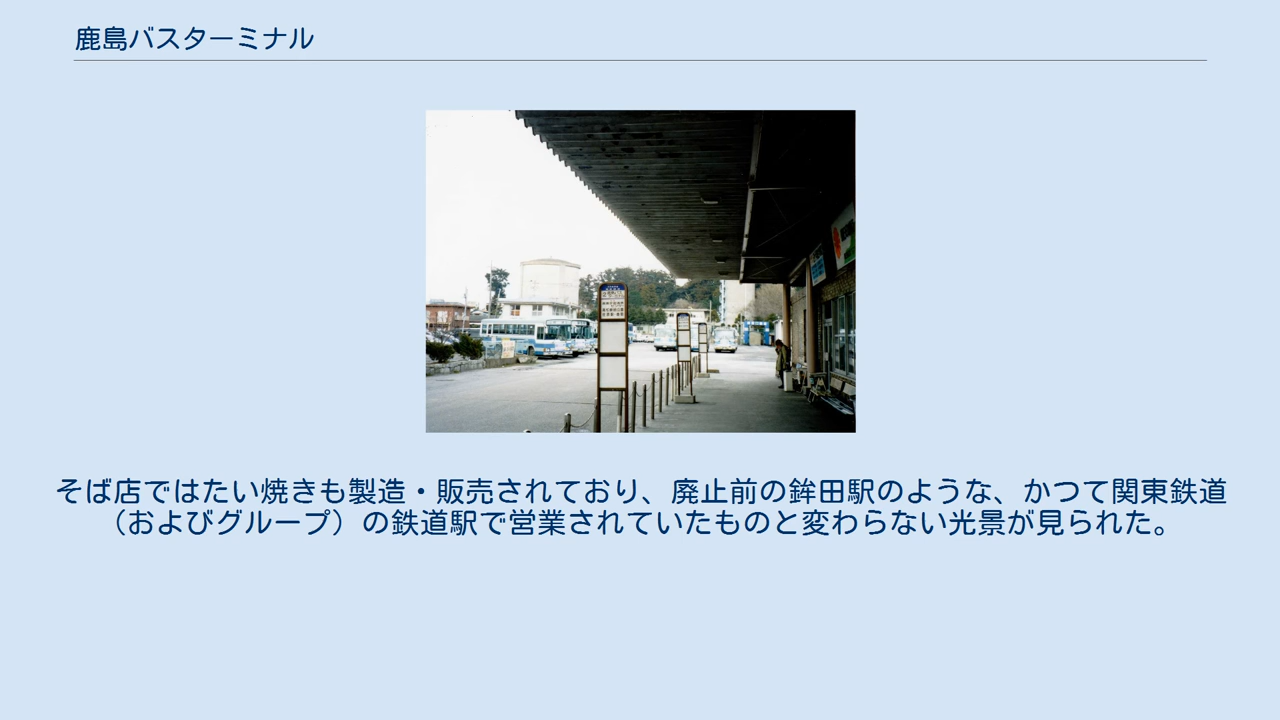 鹿島バスターミナル
そば店ではたい焼きも製造・販売されており、廃止前の鉾田駅のような、かつて関東鉄道
（およびグループ）の鉄道駅で営業されていたものと変わらない光景が見られた。